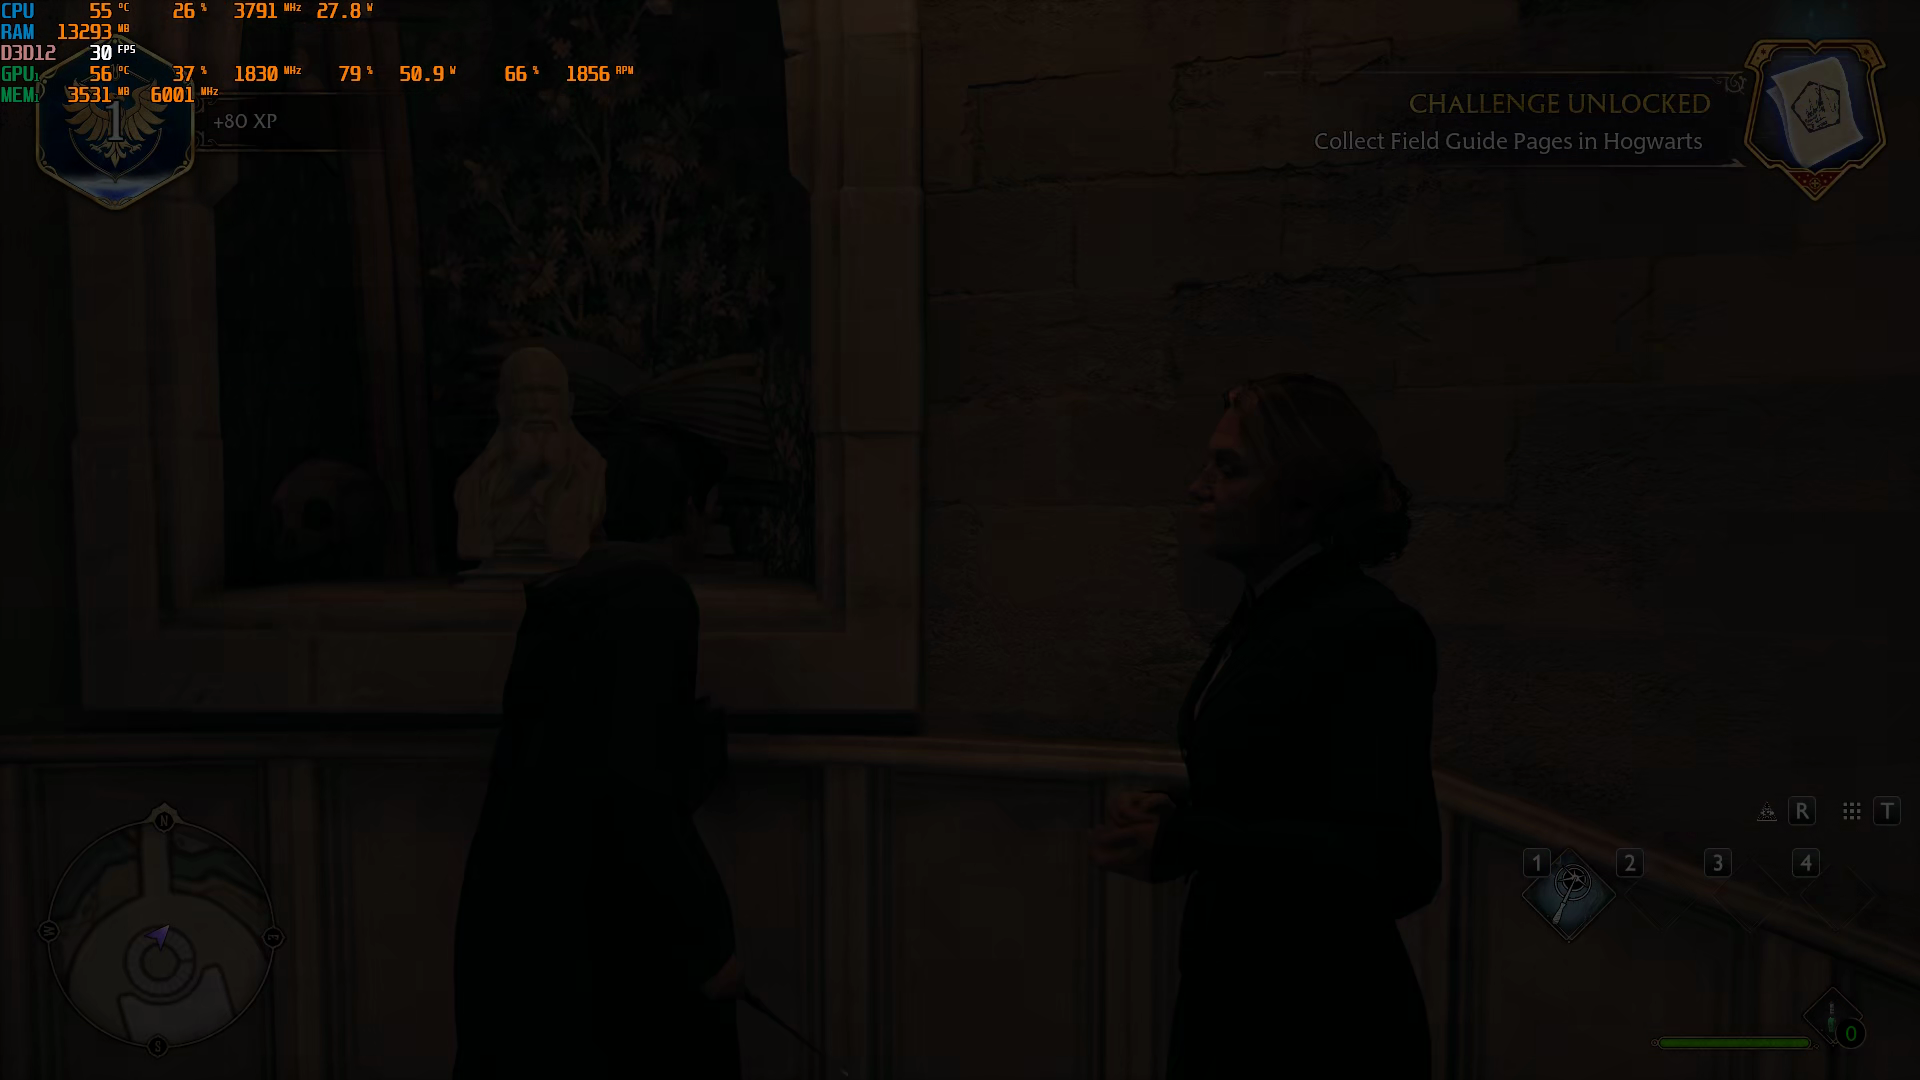 CPU 55 °C 26 % 3791 MHz 27.8 W
RAM 13293 MB
D3D12 30 FPS
GPU1 56 °C 37 % 1830 MHz 79 % 50.9 W 66 % 1856 RPM
MEM1 3531 MB 6001 MHz
1
+80 XP
CHALLENGE UNLOCKED
Collect Field Guide Pages in Hogwarts
N
W
E
S
R T
1 2 3 4
0